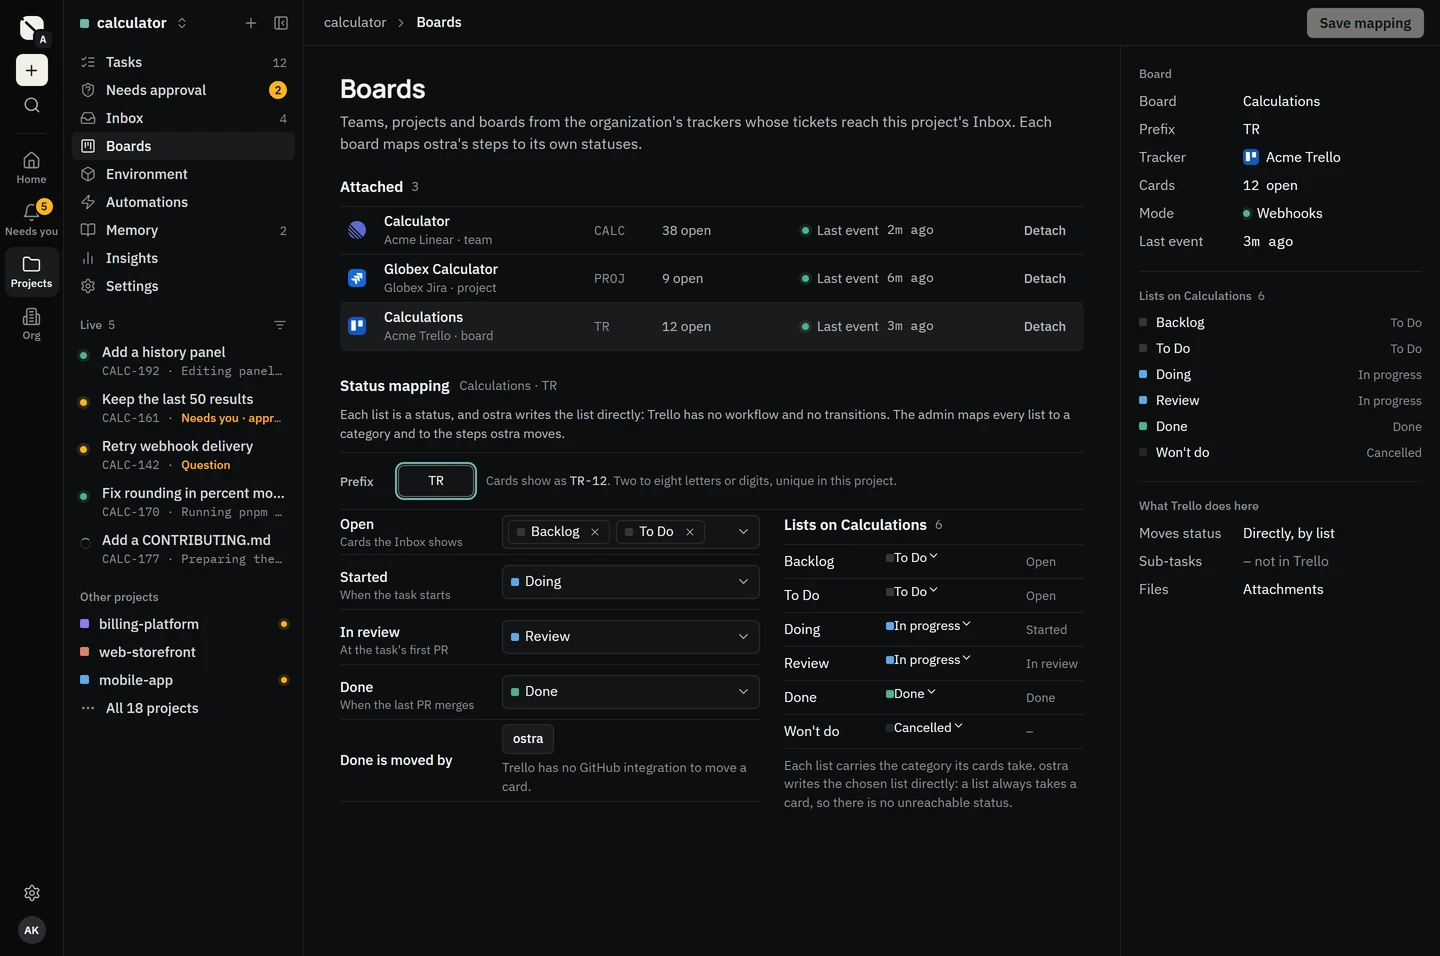 A
Home
5
Needs you
Projects
Org
AK
calculator
Tasks 12
Needs approval 2
Inbox 4
Boards
Environment
Automations
Memory 2
Insights
Settings
Live 5
Add a history panel
CALC-192 · Editing panel…
Keep the last 50 results
CALC-161 · Needs you · appr…
Retry webhook delivery
CALC-142 · Question
Fix rounding in percent mo…
CALC-170 · Running pnpm …
Add a CONTRIBUTING.md
CALC-177 · Preparing the…
Other projects
billing-platform
web-storefront
mobile-app
All 18 projects
calculator > Boards
Save mapping
Boards
Teams, projects and boards from the organization's trackers whose tickets reach this project's Inbox. Each
board maps ostra's steps to its own statuses.
Attached 3
Calculator
Acme Linear · team
CALC 38 open Last event 2m ago Detach
Globex Calculator
Globex Jira · project
PROJ 9 open Last event 6m ago Detach
Calculations
Acme Trello · board
TR 12 open Last event 3m ago Detach
Status mapping Calculations · TR
Each list is a status, and ostra writes the list directly: Trello has no workflow and no transitions. The admin maps every list to a
category and to the steps ostra moves.
Prefix TR Cards show as TR-12. Two to eight letters or digits, unique in this project.
Open
Cards the Inbox shows
Backlog × To Do ×
Started
When the task starts
Doing
In review
At the task's first PR
Review
Done
When the last PR merges
Done
Done is moved by
ostra
Trello has no GitHub integration to move a
card.
Lists on Calculations 6
Backlog To Do Open
To Do To Do Open
Doing In progress Started
Review In progress In review
Done Done Done
Won't do Cancelled –
Each list carries the category its cards take. ostra
writes the chosen list directly: a list always takes a
card, so there is no unreachable status.
Board
Board Calculations
Prefix TR
Tracker Acme Trello
Cards 12 open
Mode Webhooks
Last event 3m ago
Lists on Calculations 6
Backlog To Do
To Do To Do
Doing In progress
Review In progress
Done Done
Won't do Cancelled
What Trello does here
Moves status Directly, by list
Sub-tasks – not in Trello
Files Attachments